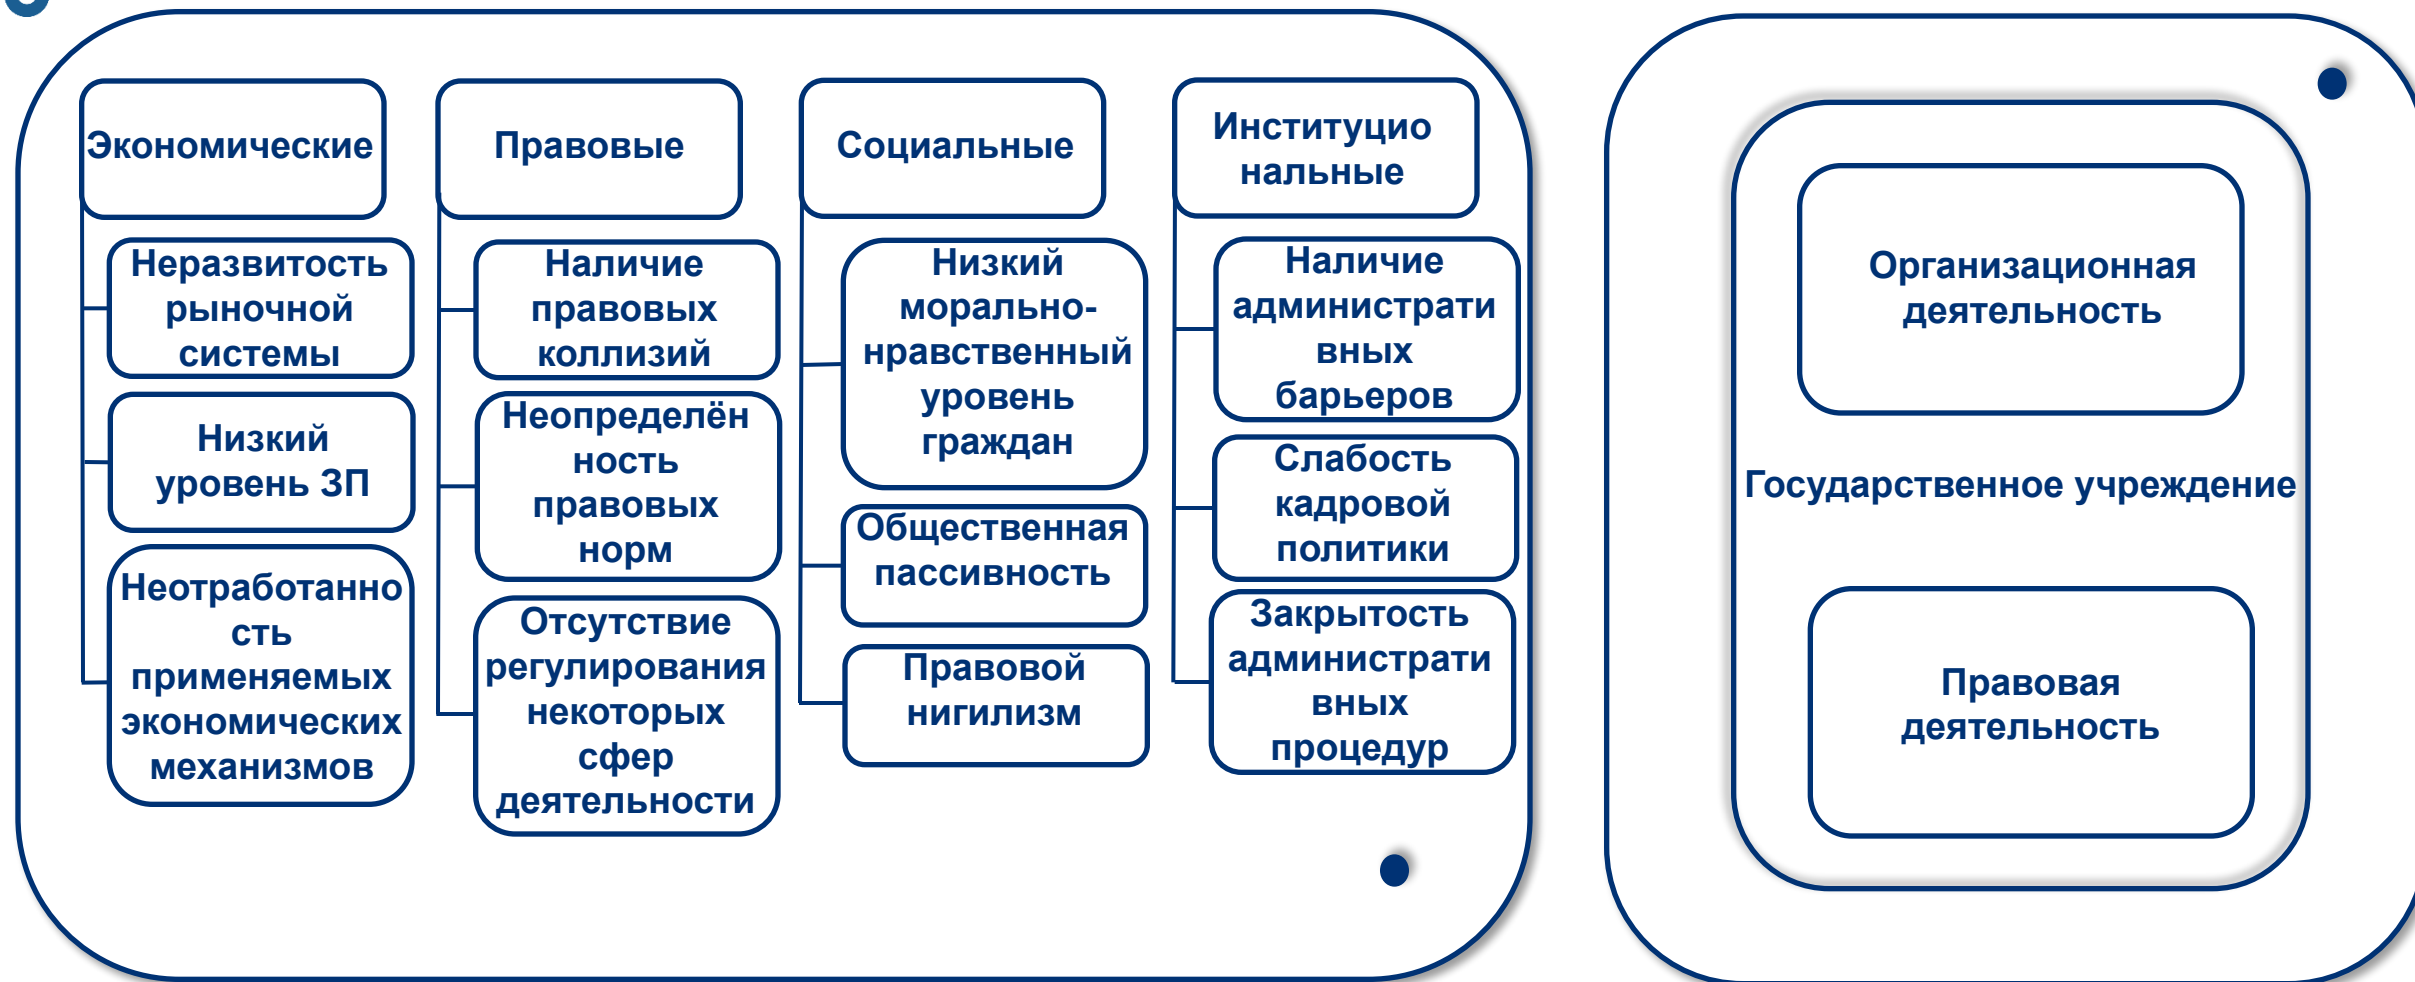 Экономические
Неразвитость
рыночной
системы
Низкий
уровень ЗП
Неотработанно
сть
применяемых
экономических
механизмов
Правовые
Наличие
правовых
коллизий
Неопределён
ность
правовых
норм
Отсутствие
регулирования
некоторых
сфер
деятельности
Социальные
Низкий
морально-
нравственный
уровень
граждан
Общественная
пассивность
Правовой
нигилизм
Институцио
нальные
Наличие
администрати
вных
барьеров
Слабость
кадровой
политики
Закрытость
администрати
вных
процедур
Организационная
деятельность
Государственное учреждение
Правовая
деятельность